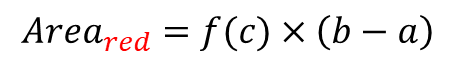 Area_red = f(c) × (b − a)